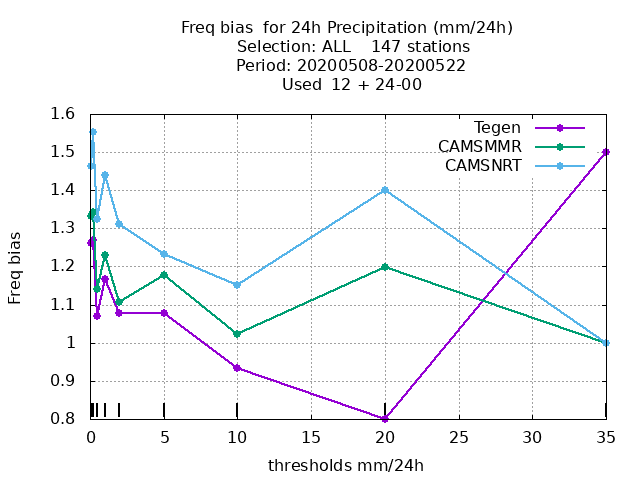 Freq bias  for 24h Precipitation (mm/24h)
Selection: ALL    147 stations
Period: 20200508-20200522
Used  12 + 24-00
Tegen
CAMSMMR
CAMSNRT
1.6
1.5
1.4
1.3
1.2
1.1
1
0.9
0.8
Freq bias
0 5 10 15 20 25 30 35
thresholds mm/24h